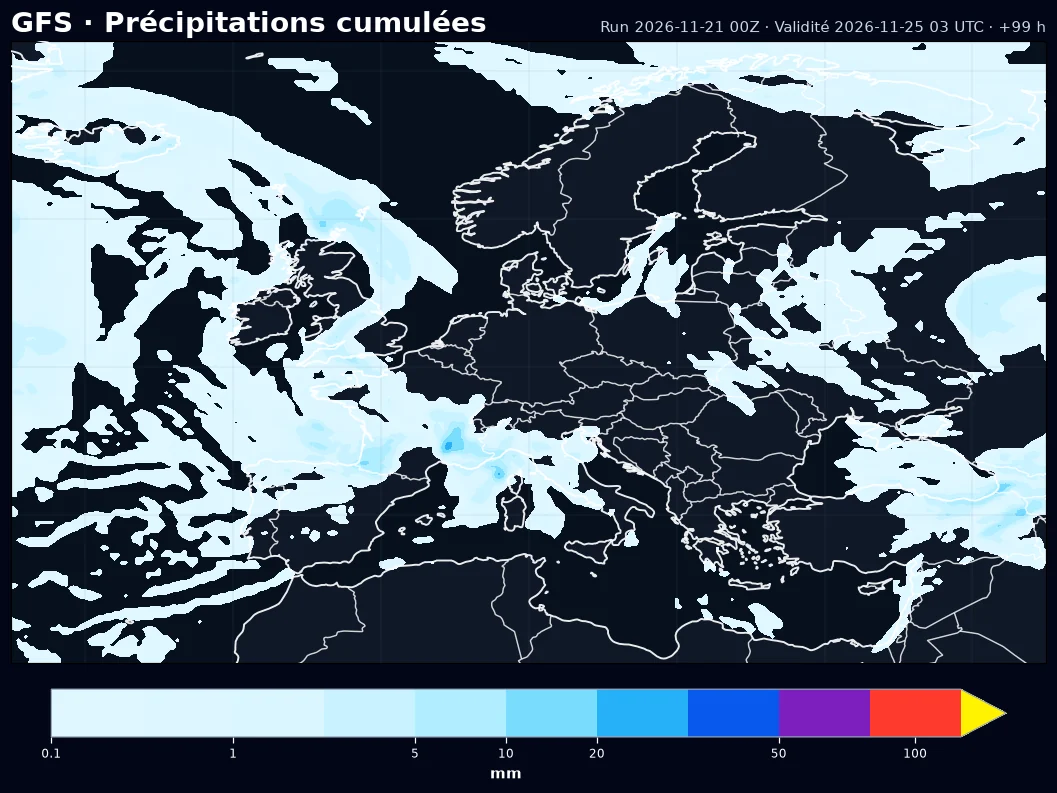 GFS · Précipitations cumulées
Run 2026-11-21 00Z · Validité 2026-11-25 03 UTC · +99 h
0.1 1 5 10 20 50 100
mm